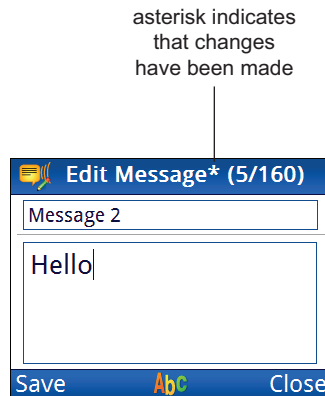 asterisk indicates
that changes
have been made
Edit Message* (5/160)
Message 2
Hello
Save Abc Close